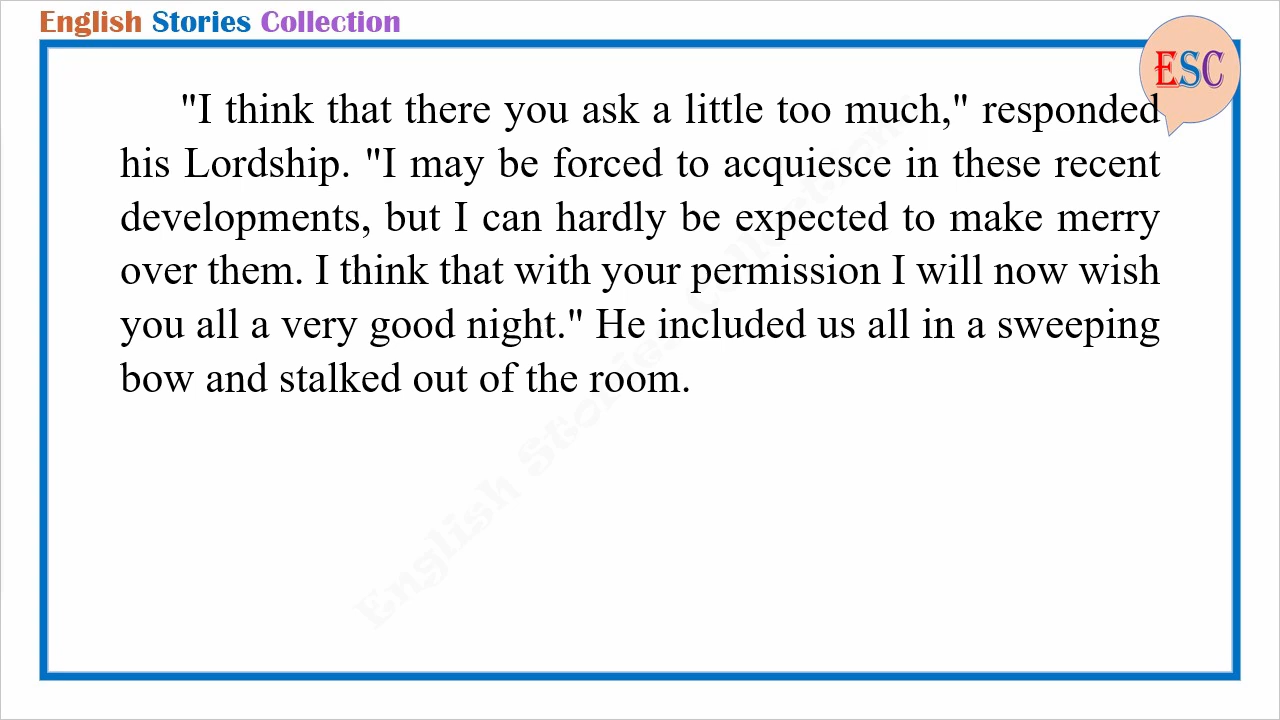 English Stories Collection
ESC
"I think that there you ask a little too much," responded
his Lordship. "I may be forced to acquiesce in these recent
developments, but I can hardly be expected to make merry
over them. I think that with your permission I will now wish
you all a very good night." He included us all in a sweeping
bow and stalked out of the room.
English Stories Collection